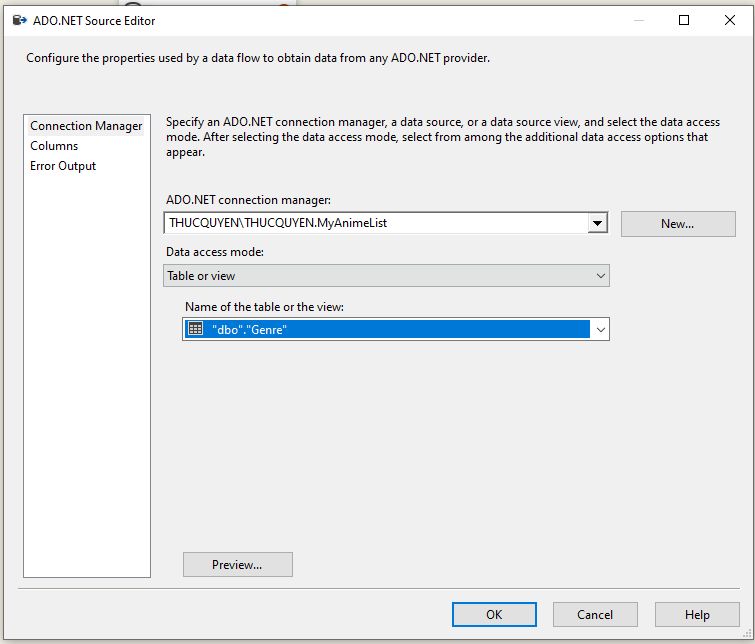 ADO.NET Source Editor
Configure the properties used by a data flow to obtain data from any ADO.NET provider.
Connection Manager
Columns
Error Output
Specify an ADO.NET connection manager, a data source, or a data source view, and select the data access
mode. After selecting the data access mode, select from among the additional data access options that
appear.
ADO.NET connection manager:
THUCQUYEN\THUCQUYEN.MyAnimeList
New...
Data access mode:
Table or view
Name of the table or the view:
"dbo"."Genre"
Preview...
OK
Cancel
Help